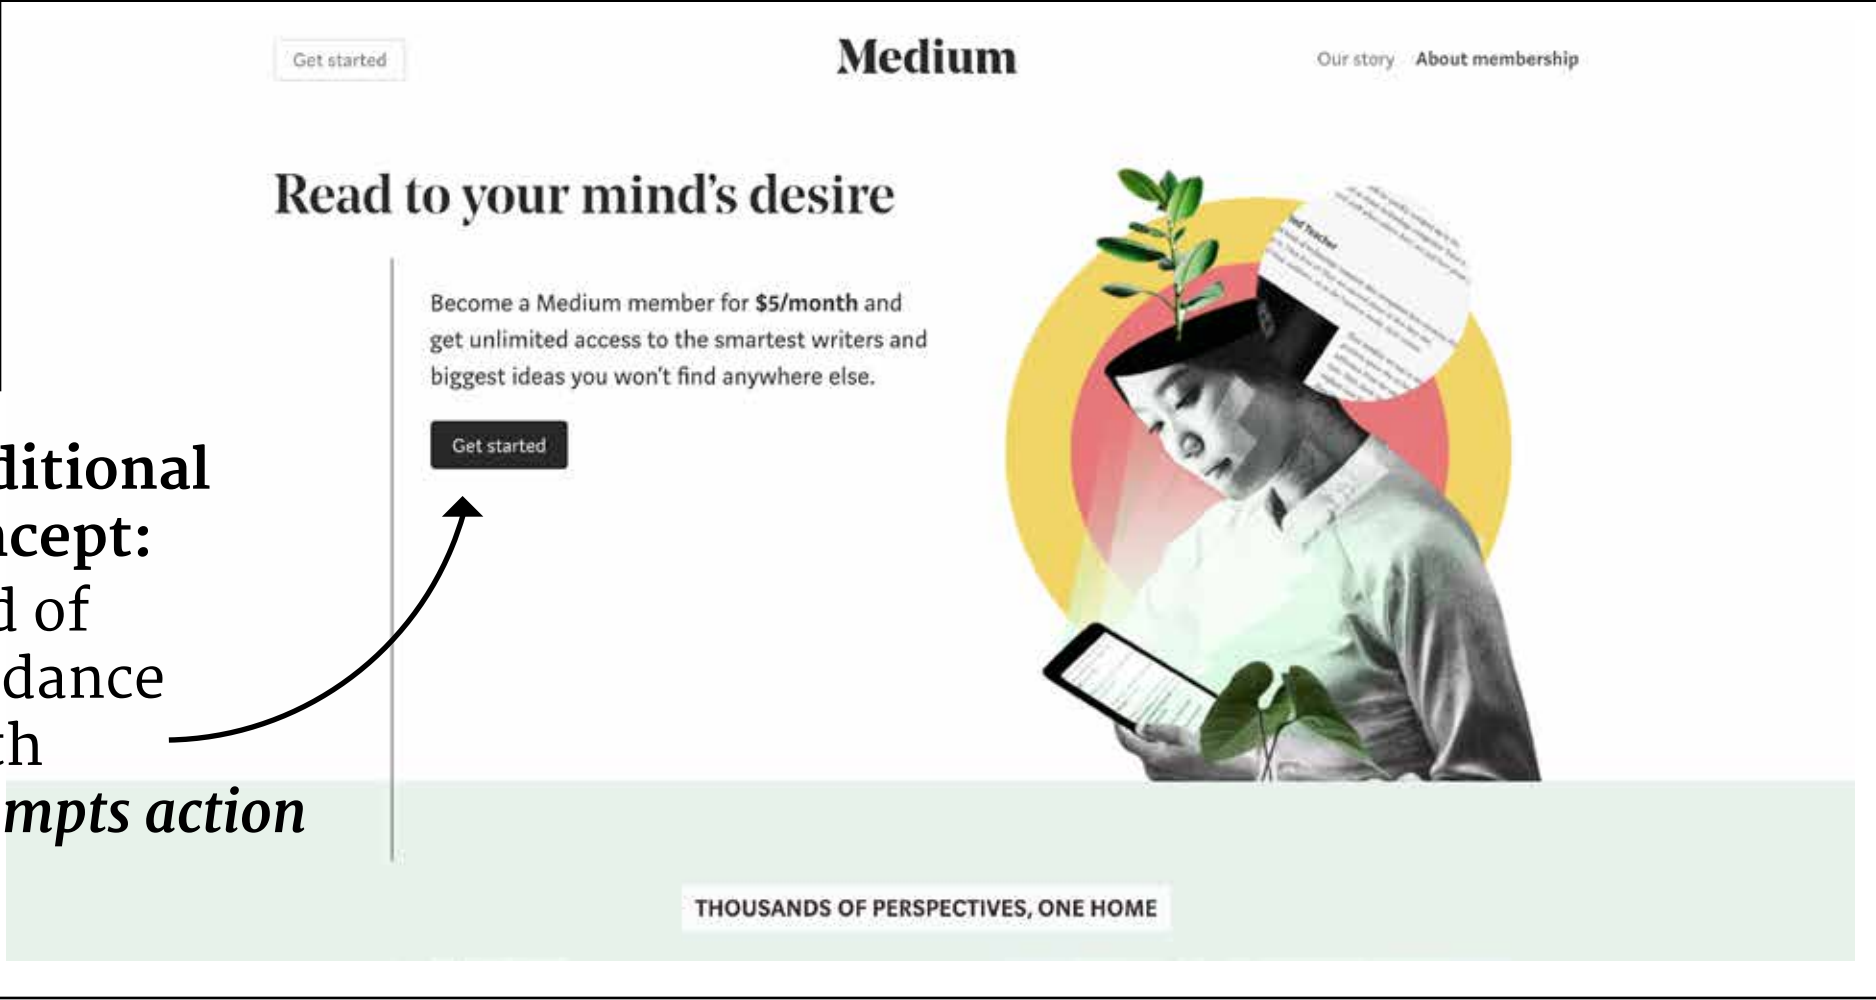 Get started
Medium
Our story
About membership
Read to your mind's desire
Become a Medium member for $5/month and
get unlimited access to the smartest writers and
biggest ideas you won't find anywhere else.
Get started
ditional
ncept:
d of
dance
th
mpts action
THOUSANDS OF PERSPECTIVES, ONE HOME